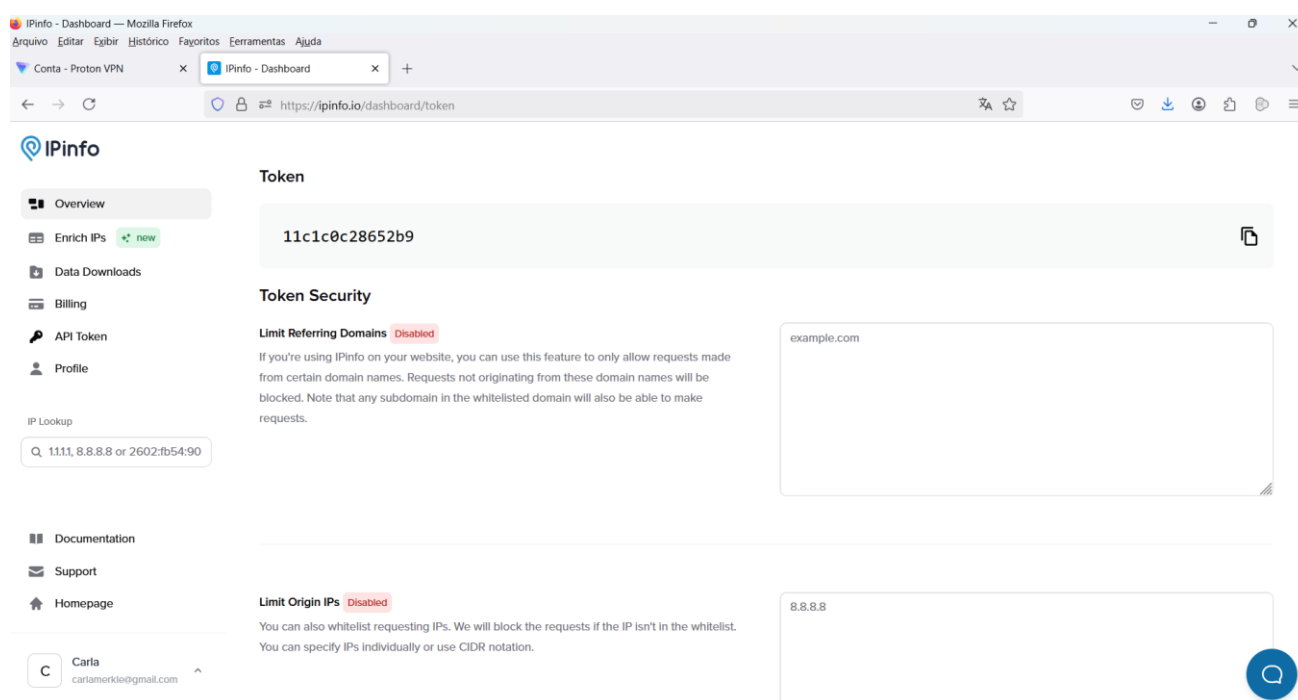 IPinfo - Dashboard — Mozilla Firefox
Arquivo Editar Exibir Histórico Favoritos Ferramentas Ajuda
Conta - Proton VPN
IPinfo - Dashboard
https://ipinfo.io/dashboard/token
IPinfo
Overview
Enrich IPs new
Data Downloads
Billing
API Token
Profile
IP Lookup
1.1.1.1, 8.8.8.8 or 2602:fb54:90
Documentation
Support
Homepage
C
Carla
carlamerkle@gmail.com
Token
11c1c0c28652b9
Token Security
Limit Referring Domains Disabled
If you're using IPinfo on your website, you can use this feature to only allow requests made
from certain domain names. Requests not originating from these domain names will be
blocked. Note that any subdomain in the whitelisted domain will also be able to make
requests.
example.com
Limit Origin IPs Disabled
You can also whitelist requesting IPs. We will block the requests if the IP isn't in the whitelist.
You can specify IPs individually or use CIDR notation.
8.8.8.8